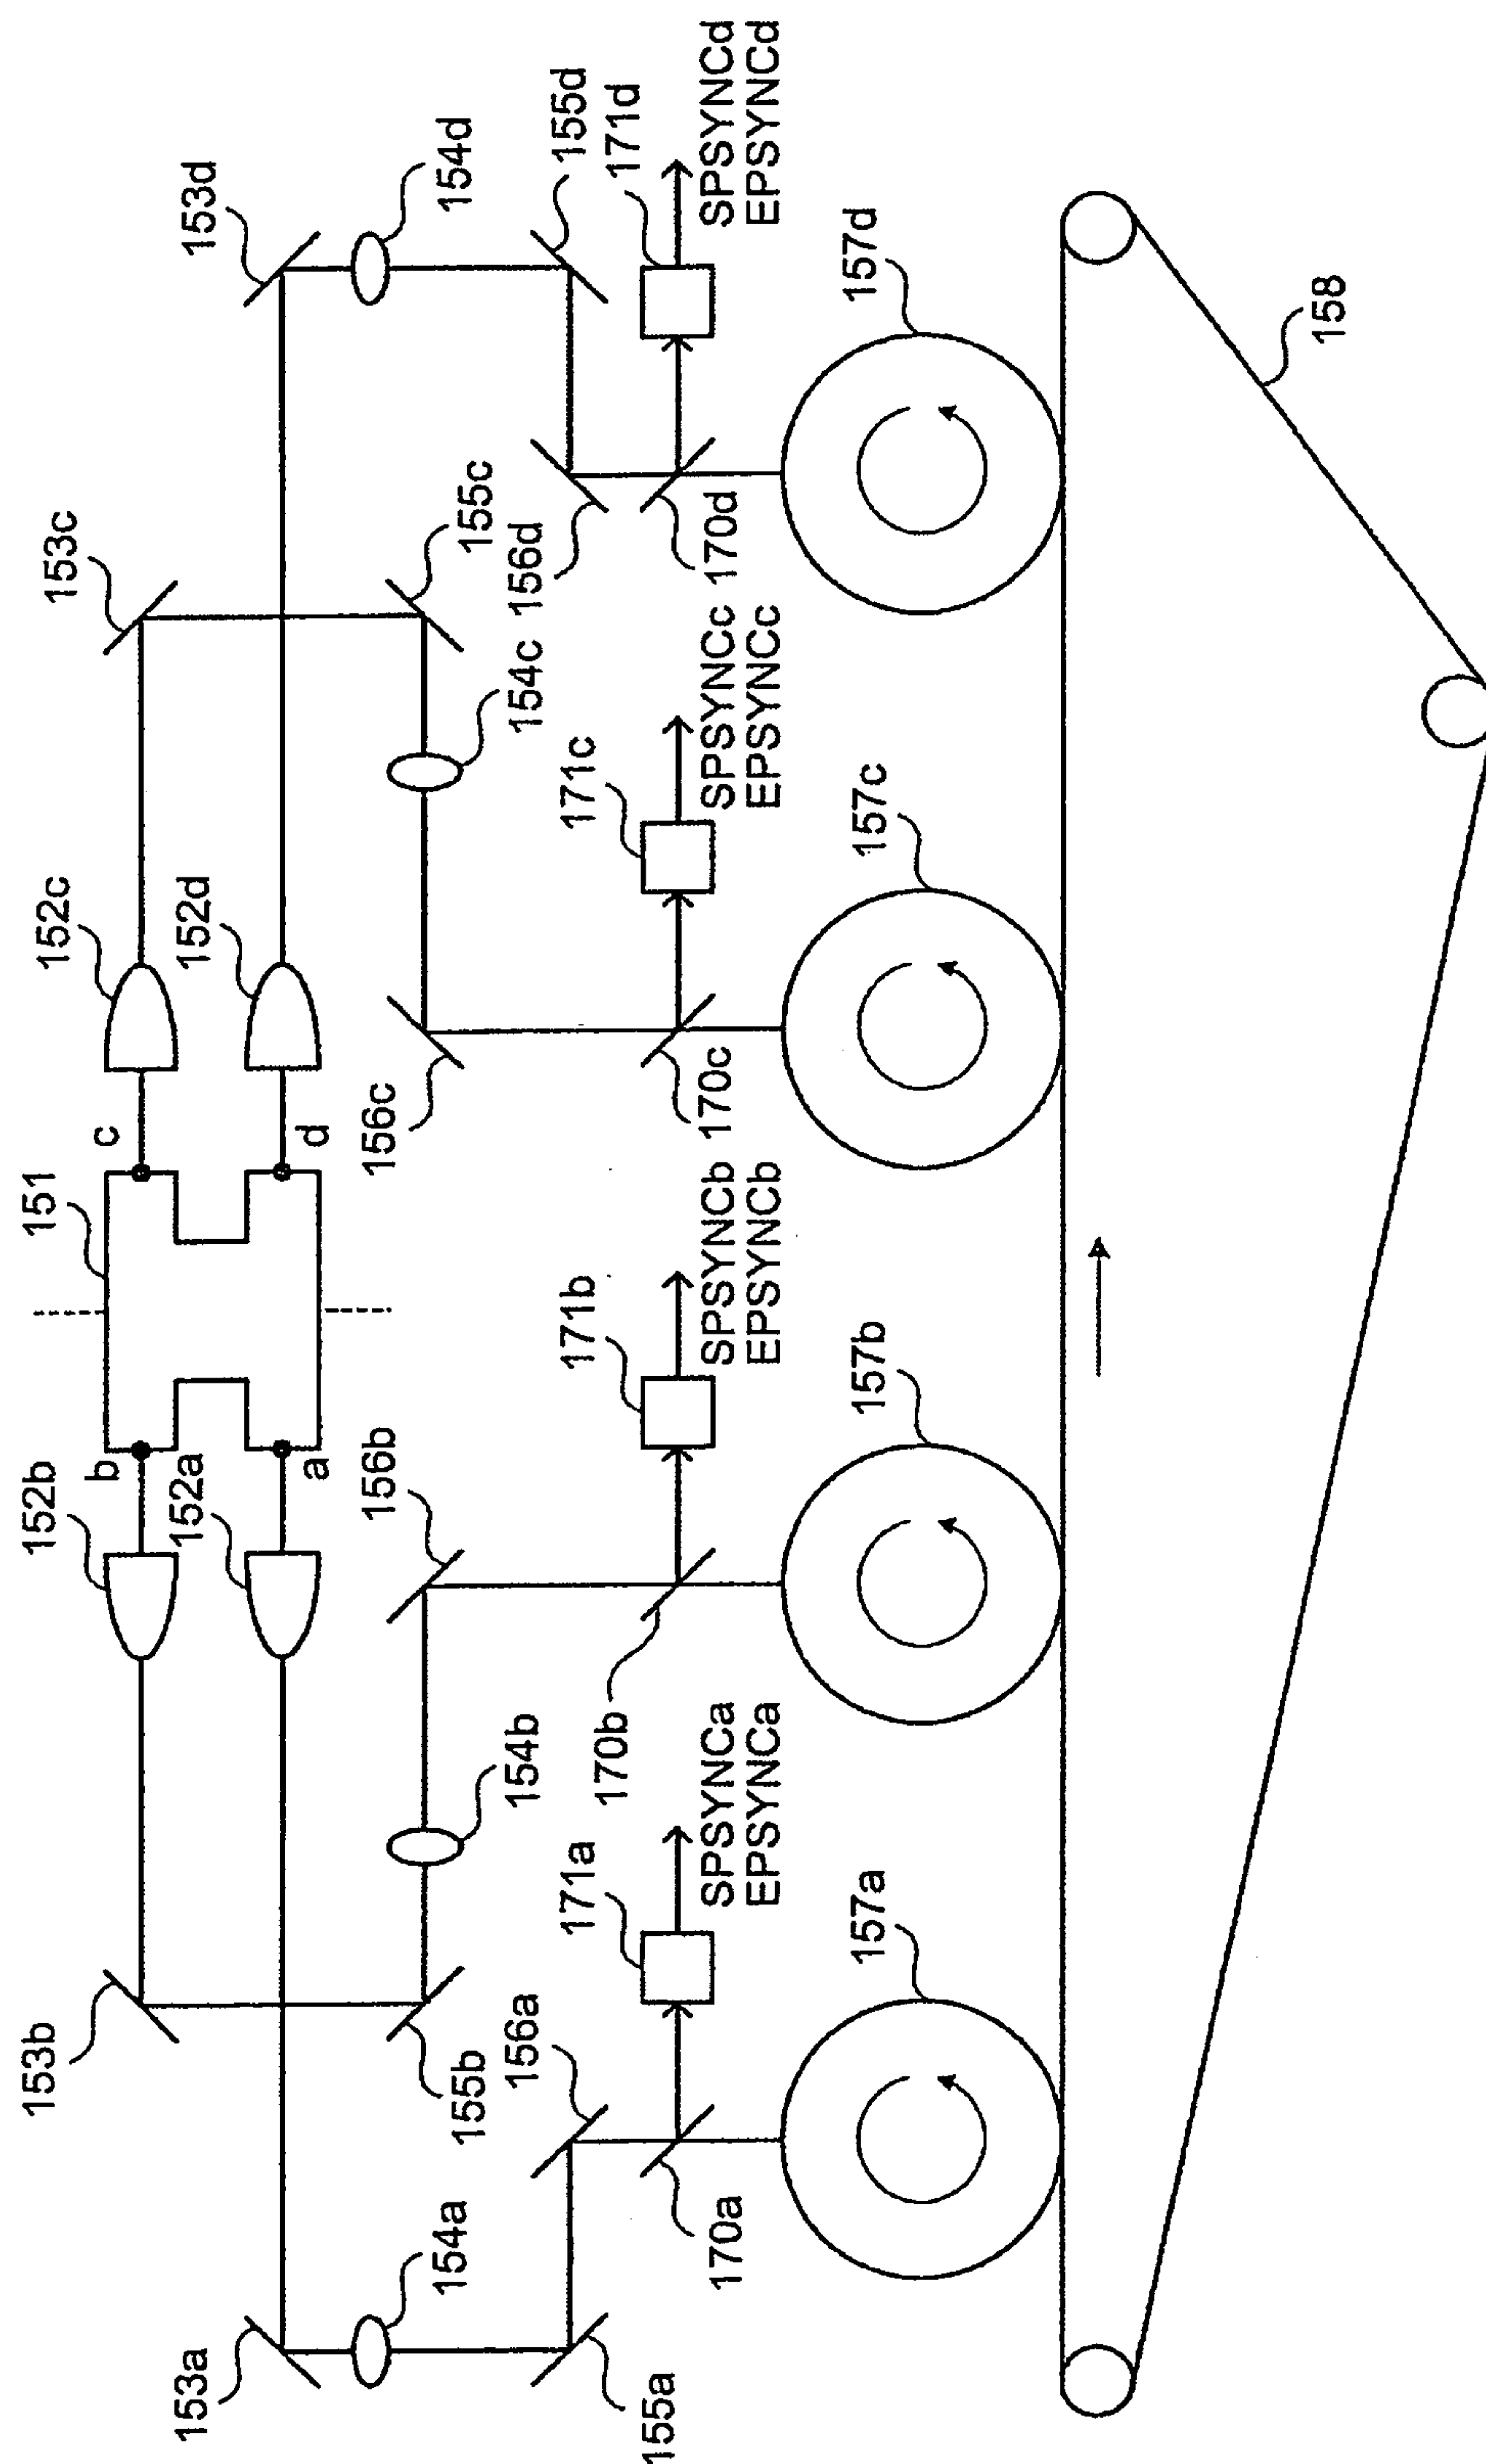 151
152b
b
c
152c
152a
a
d
152d
153b
153c
153a
153d
154a
154d
155b
154b
156b
156c
154c
155c
155a
156a
156d
155d
170a
171a
SPSYNCa
EPSYNCa
170b
171b
SPSYNCb
EPSYNCb
170c
171c
SPSYNCc
EPSYNCc
170d
171d
SPSYNCd
EPSYNCd
157a
157b
157c
157d
158